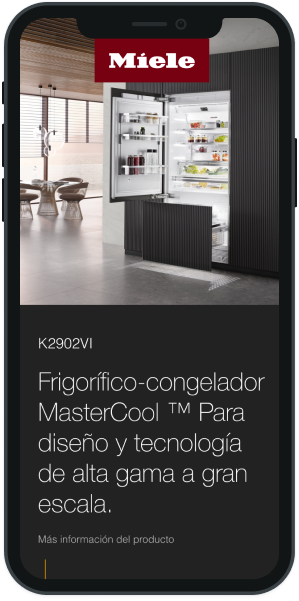 Miele
K2902VI
Frigorífico-congelador
MasterCool ™ Para
diseño y tecnología
de alta gama a gran
escala.
Más información del producto